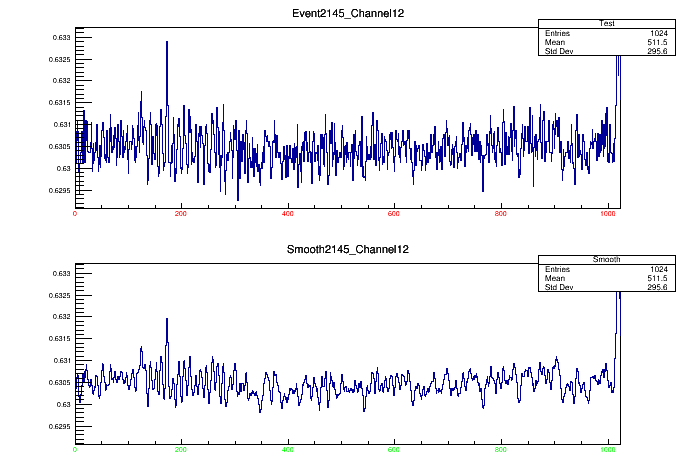 Event2145_Channel12
Test
Entries 1024
Mean 511.5
Std Dev 295.6
0.633
0.6325
0.632
0.6315
0.631
0.6305
0.63
0.6295
0 200 400 600 800 1000
Smooth2145_Channel12
Smooth
Entries 1024
Mean 511.5
Std Dev 295.6
0.633
0.6325
0.632
0.6315
0.631
0.6305
0.63
0.6295
0 200 400 600 800 1000